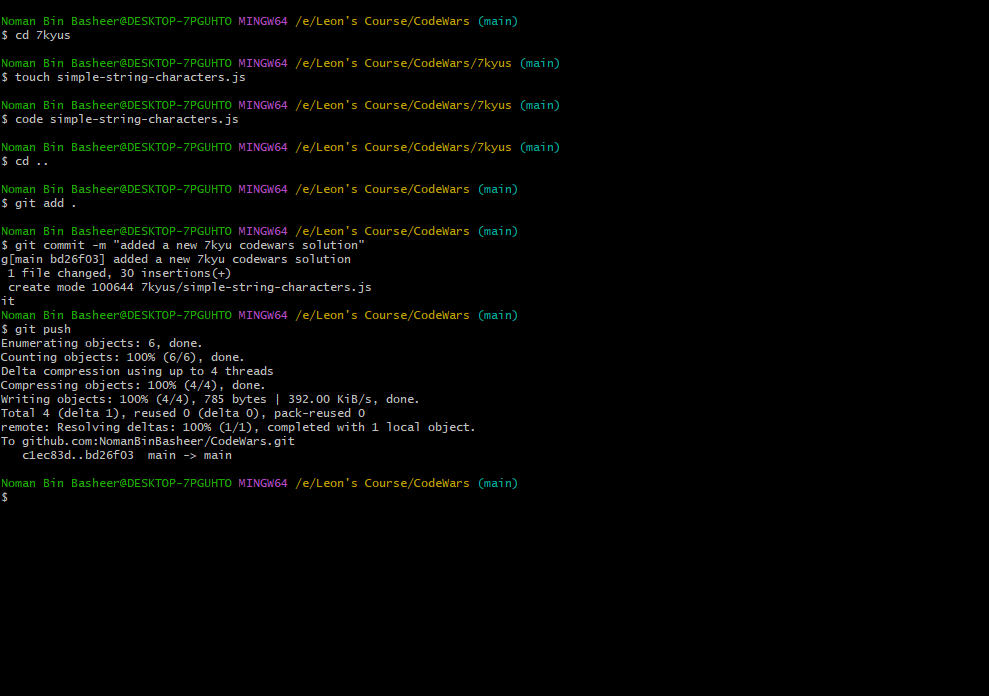 Noman Bin Basheer@DESKTOP-7PGUHTO MINGW64 /e/Leon's Course/CodeWars (main)
$ cd 7kyus
Noman Bin Basheer@DESKTOP-7PGUHTO MINGW64 /e/Leon's Course/CodeWars/7kyus (main)
$ touch simple-string-characters.js
Noman Bin Basheer@DESKTOP-7PGUHTO MINGW64 /e/Leon's Course/CodeWars/7kyus (main)
$ code simple-string-characters.js
Noman Bin Basheer@DESKTOP-7PGUHTO MINGW64 /e/Leon's Course/CodeWars/7kyus (main)
$ cd ..
Noman Bin Basheer@DESKTOP-7PGUHTO MINGW64 /e/Leon's Course/CodeWars (main)
$ git add .
Noman Bin Basheer@DESKTOP-7PGUHTO MINGW64 /e/Leon's Course/CodeWars (main)
$ git commit -m "added a new 7kyu codewars solution"
g[main bd26f03] added a new 7kyu codewars solution
 1 file changed, 30 insertions(+)
 create mode 100644 7kyus/simple-string-characters.js
it
Noman Bin Basheer@DESKTOP-7PGUHTO MINGW64 /e/Leon's Course/CodeWars (main)
$ git push
Enumerating objects: 6, done.
Counting objects: 100% (6/6), done.
Delta compression using up to 4 threads
Compressing objects: 100% (4/4), done.
Writing objects: 100% (4/4), 785 bytes | 392.00 KiB/s, done.
Total 4 (delta 1), reused 0 (delta 0), pack-reused 0
remote: Resolving deltas: 100% (1/1), completed with 1 local object.
To github.com:NomanBinBasheer/CodeWars.git
   c1ec83d..bd26f03  main -> main
Noman Bin Basheer@DESKTOP-7PGUHTO MINGW64 /e/Leon's Course/CodeWars (main)
$